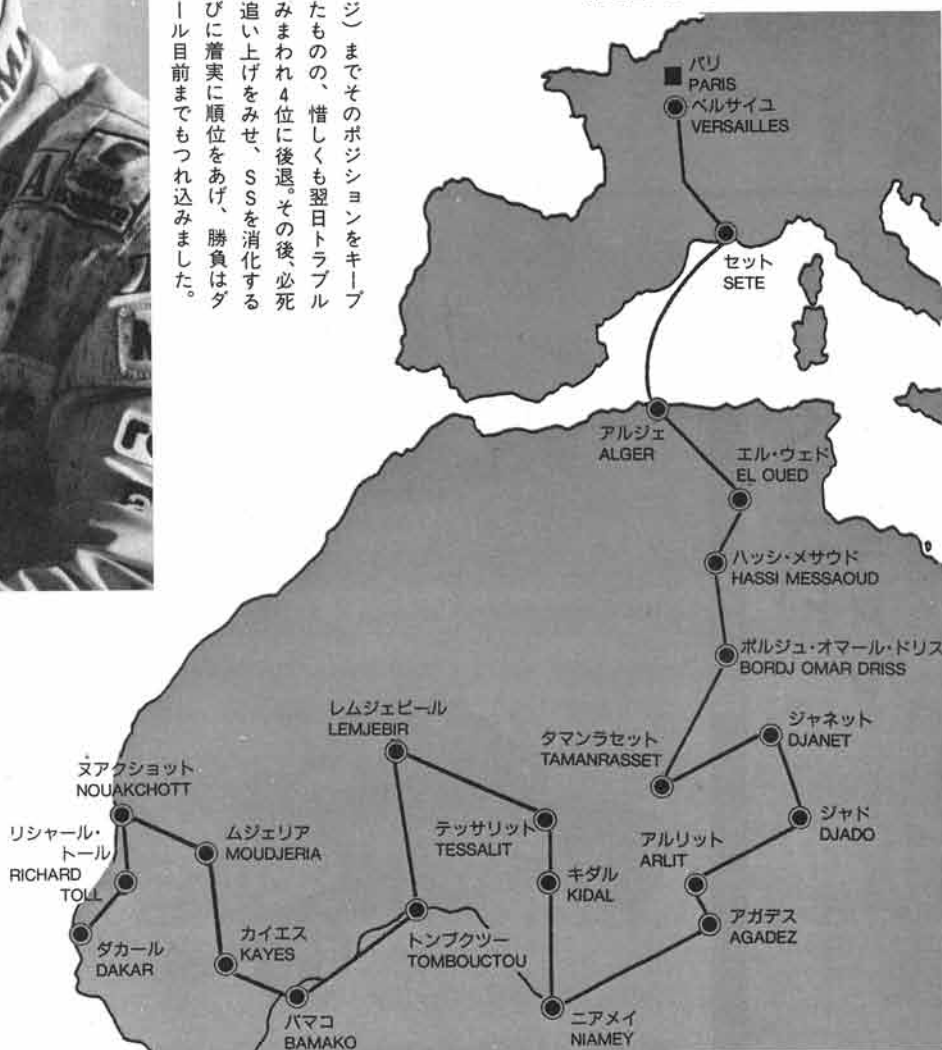 ジ）までそのポジションをキープ
たものの、惜しくも翌日トラブル
みまわれ4位に後退。その後、必死
追い上げをみせ、SSを消化する
びに着実に順位をあげ、勝負はダ
ール目前までもつれ込みました。
パリ
PARIS
ベルサイユ
VERSAILLES
セット
SETE
アルジェ
ALGER
エル・ウェド
EL OUED
ハッシ・メサウド
HASSI MESSAOUD
ボルジュ・オマール・ドリス
BORDJ OMAR DRISS
タマンラセット
TAMANRASSET
ジャネット
DJANET
ジャド
DJADO
アルリット
ARLIT
アガデス
AGADEZ
ニアメイ
NIAMEY
キダル
KIDAL
テッサリット
TESSALIT
レムジェビール
LEMJEBIR
トンブクツー
TOMBOUCTOU
バマコ
BAMAKO
カイエス
KAYES
ムジェリア
MOUDJERIA
ヌアクショット
NOUAKCHOTT
リシャール・
トール
RICHARD
TOLL
ダカール
DAKAR